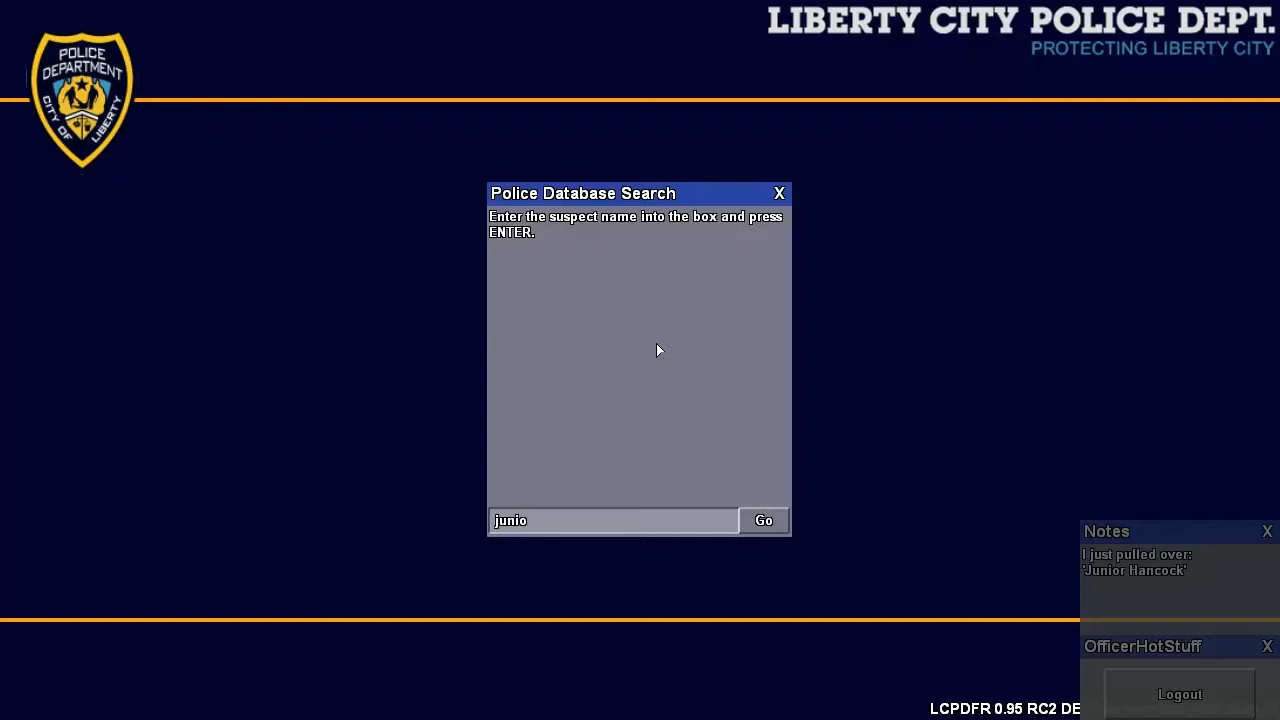 LIBERTY CITY POLICE DEPT.
PROTECTING LIBERTY CITY
POLICE
DEPARTMENT
CITY OF LIBERTY
Police Database Search X
Enter the suspect name into the box and press
ENTER.
junio Go
Notes X
I just pulled over:
'Junior Hancock'
OfficerHotStuff X
Logout
LCPDFR 0.95 RC2 DE